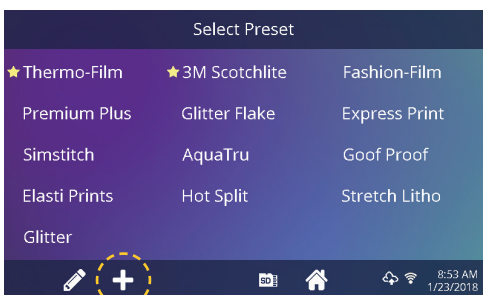 Select Preset
Thermo-Film 3M Scotchlite Fashion-Film
Premium Plus Glitter Flake Express Print
Simstitch AquaTru Goof Proof
Elasti Prints Hot Split Stretch Litho
Glitter
SD 8:53 AM
1/23/2018